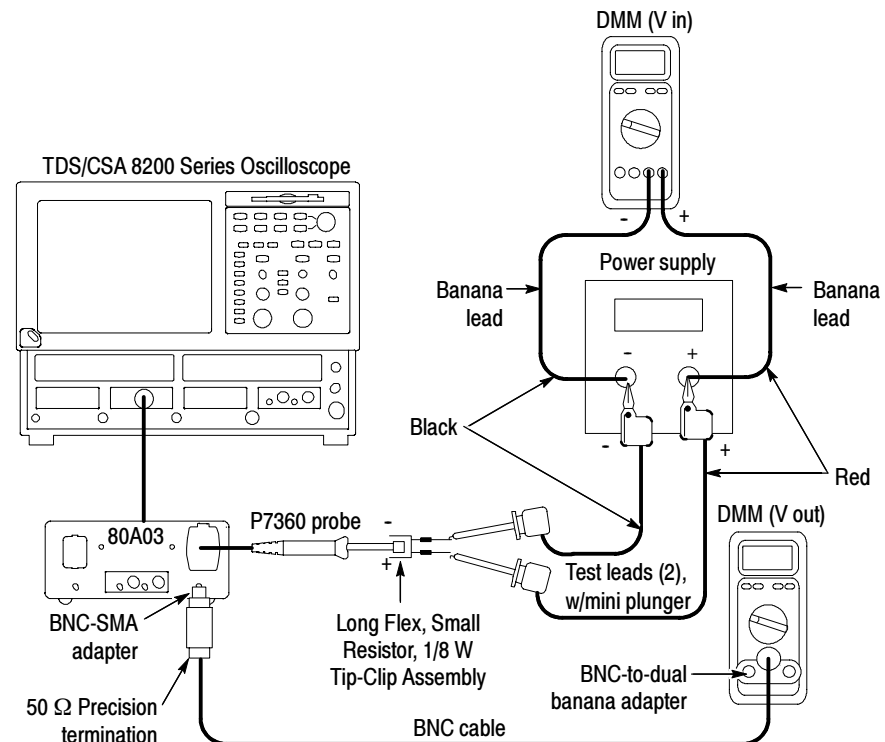 DMM (V in)
TDS/CSA 8200 Series Oscilloscope
-
+
Power supply
Banana
lead
Banana
lead
-
+
Black
-
+
Red
80A03
P7360 probe
-
+
DMM (V out)
Test leads (2),
w/mini plunger
BNC-SMA
adapter
Long Flex, Small
Resistor, 1/8 W
Tip-Clip Assembly
BNC-to-dual
banana adapter
50 Ω Precision
termination
BNC cable